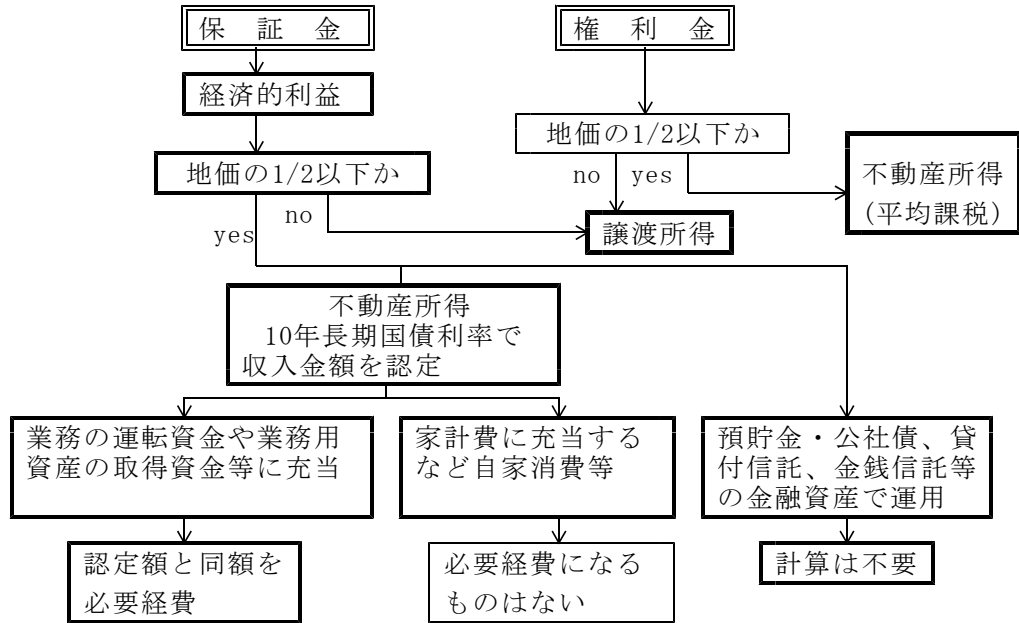 保　証　金
経済的利益
地価の1/2以下か
yes
no
権　利　金
地価の1/2以下か
no
yes
譲渡所得
不動産所得
(平均課税)
不動産所得
10年長期国債利率で
収入金額を認定
業務の運転資金や業務用
資産の取得資金等に充当
認定額と同額を
必要経費
家計費に充当する
など自家消費等
必要経費になる
ものはない
預貯金・公社債、貸
付信託、金銭信託等
の金融資産で運用
計算は不要